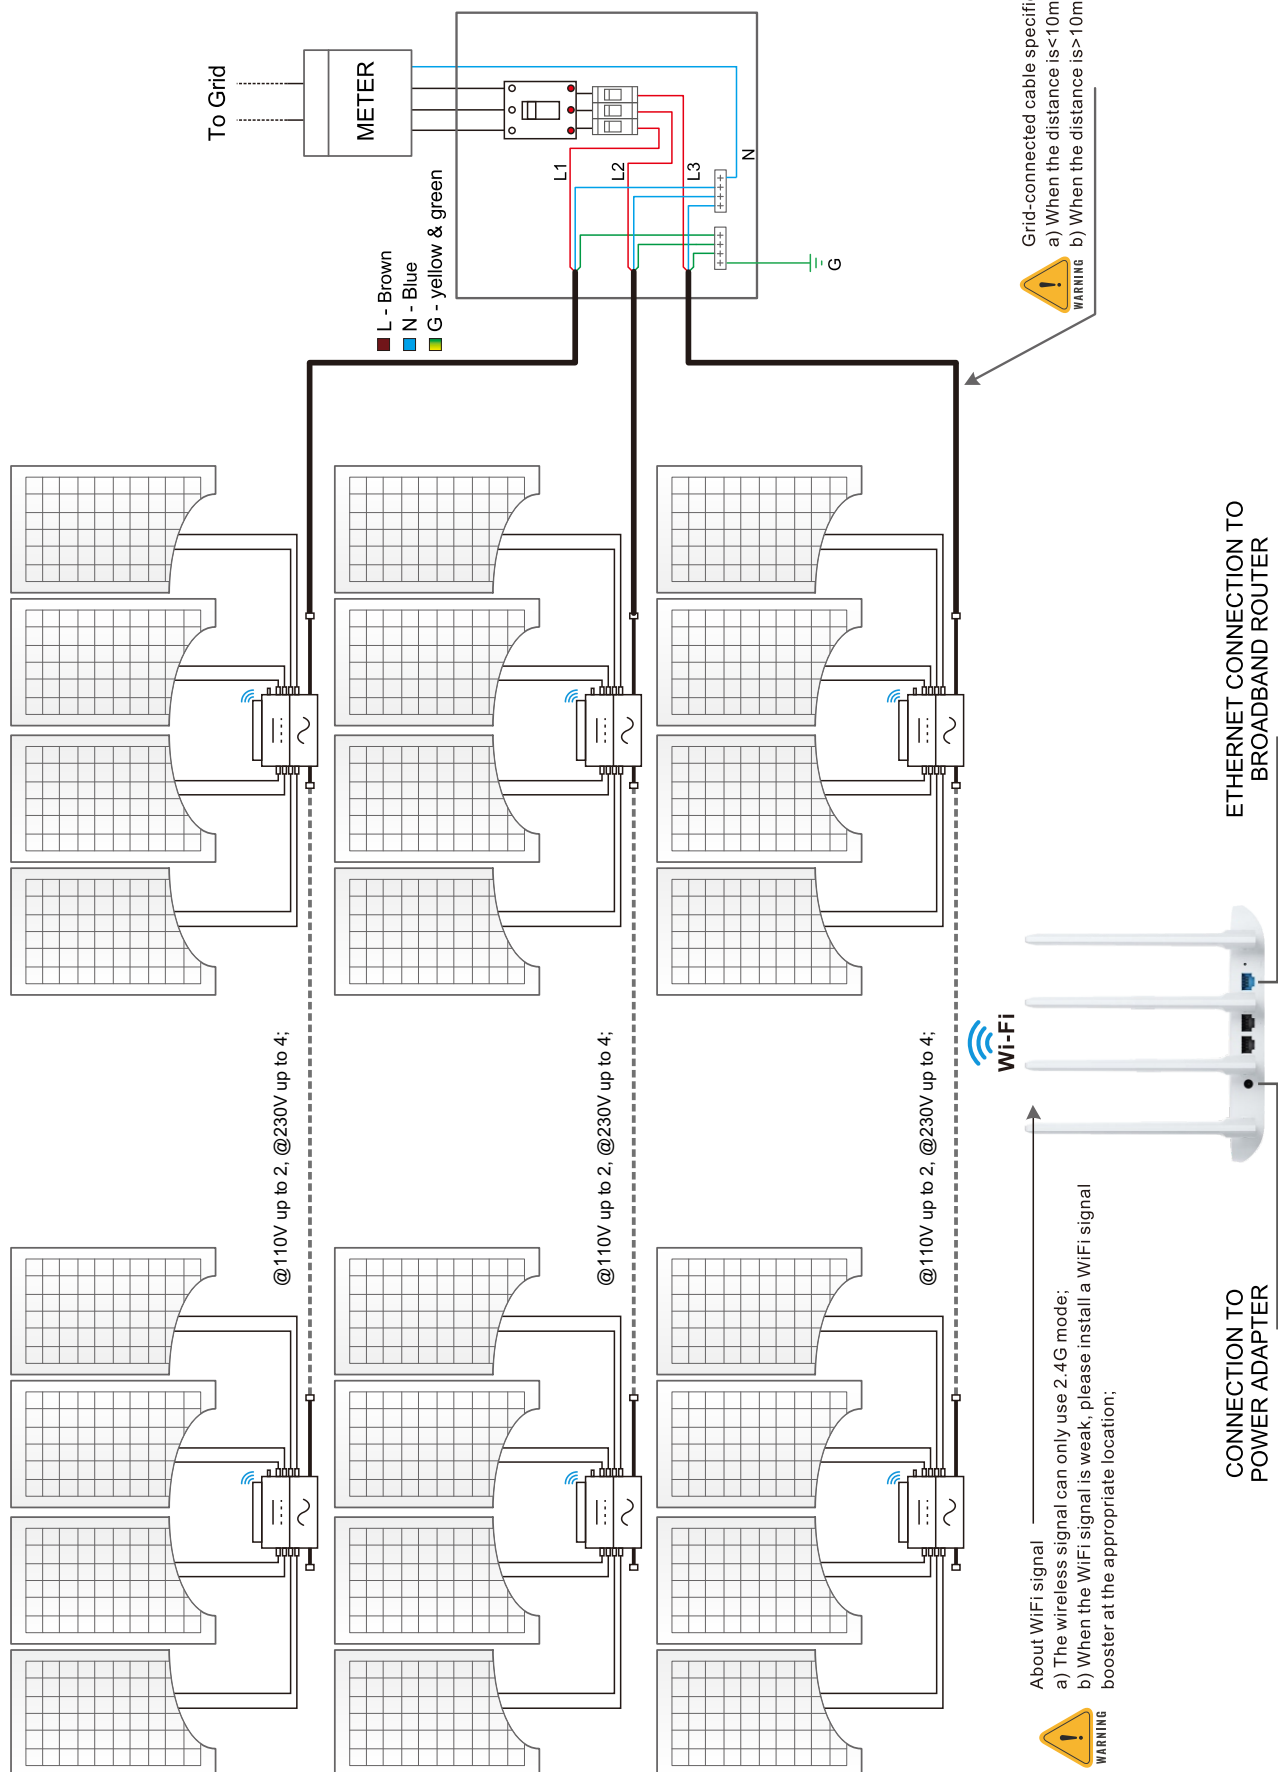 To Grid
METER
L1
L2
L3
N
G
L - Brown
N - Blue
G - yellow & green
@110V up to 2, @230V up to 4;
@110V up to 2, @230V up to 4;
@110V up to 2, @230V up to 4;
WARNING
Grid-connected cable
a) When the distance is<10m
b) When the distance is>10m
Wi-Fi
WARNING
About WiFi signal
a) The wireless signal can only use 2.4G mode;
b) When the WiFi signal is weak, please install a WiFi signal
booster at the appropriate location;
CONNECTION TO
POWER ADAPTER
ETHERNET CONNECTION TO
BROADBAND ROUTER